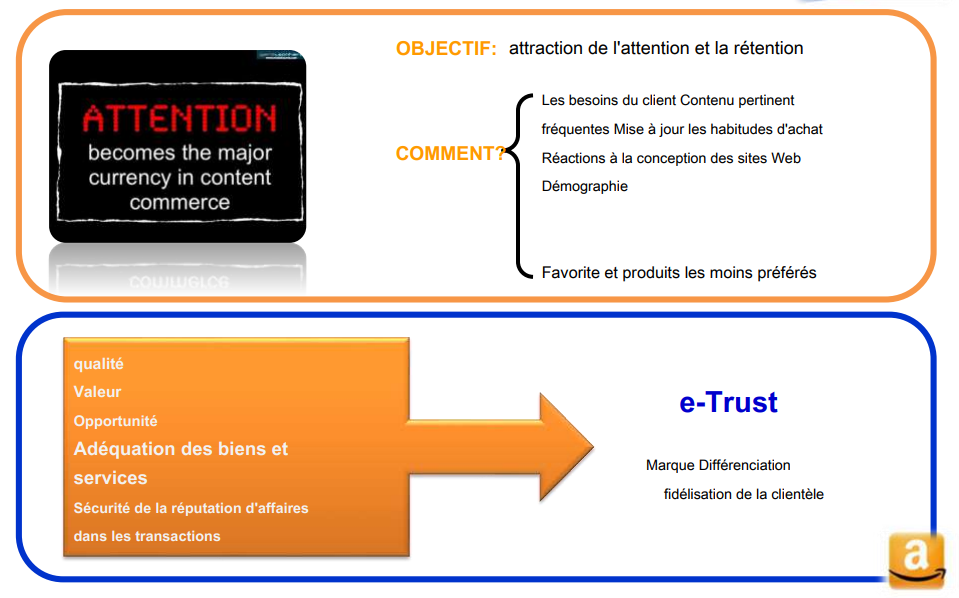 ATTENTION
becomes the major
currency in content
commerce
OBJECTIF: attraction de l'attention et la rétention
COMMENT?
Les besoins du client Contenu pertinent
fréquentes Mise à jour les habitudes d'achat
Réactions à la conception des sites Web
Démographie
Favorite et produits les moins préférés
qualité
Valeur
Opportunité
Adéquation des biens et
services
Sécurité de la réputation d'affaires
dans les transactions
e-Trust
Marque Différenciation
fidélisation de la clientèle
a